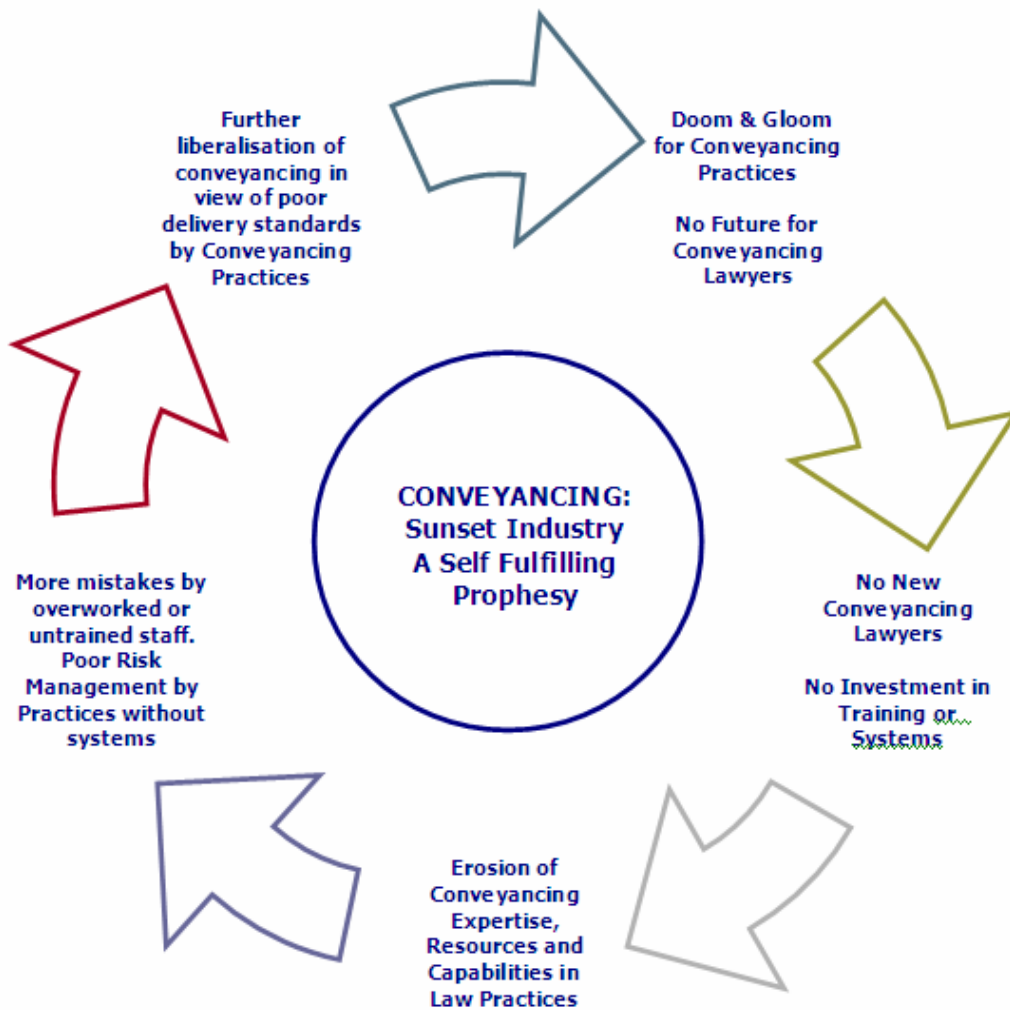 Further
liberalisation of
conveyancing in
view of poor
delivery standards
by Conveyancing
Practices
Doom & Gloom
for Conveyancing
Practices
No Future for
Conveyancing
Lawyers
CONVEYANCING:
Sunset Industry
A Self Fulfilling
Prophesy
No New
Conveyancing
Lawyers
No Investment in
Training or
Systems
Erosion of
Conveyancing
Expertise,
Resources and
Capabilities in
Law Practices
More mistakes by
overworked or
untrained staff.
Poor Risk
Management by
Practices without
systems